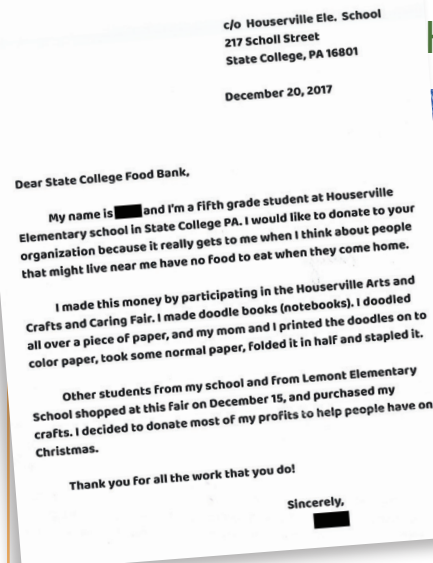 c/o Houserville Ele. School
217 Scholl Street
State College, PA 16801
December 20, 2017
Dear State College Food Bank,
My name is and I'm a fifth grade student at Houserville
Elementary school in State College PA. I would like to donate to your
organization because it really gets to me when I think about people
that might live near me have no food to eat when they come home.
I made this money by participating in the Houserville Arts and
Crafts and Caring Fair. I made doodle books (notebooks). I doodled
all over a piece of paper, and my mom and I printed the doodles on to
color paper, took some normal paper, folded it in half and stapled it.
Other students from my school and from Lemont Elementary
School shopped at this fair on December 15, and purchased my
crafts. I decided to donate most of my profits to help people have on
Christmas.
Thank you for all the work that you do!
Sincerely,